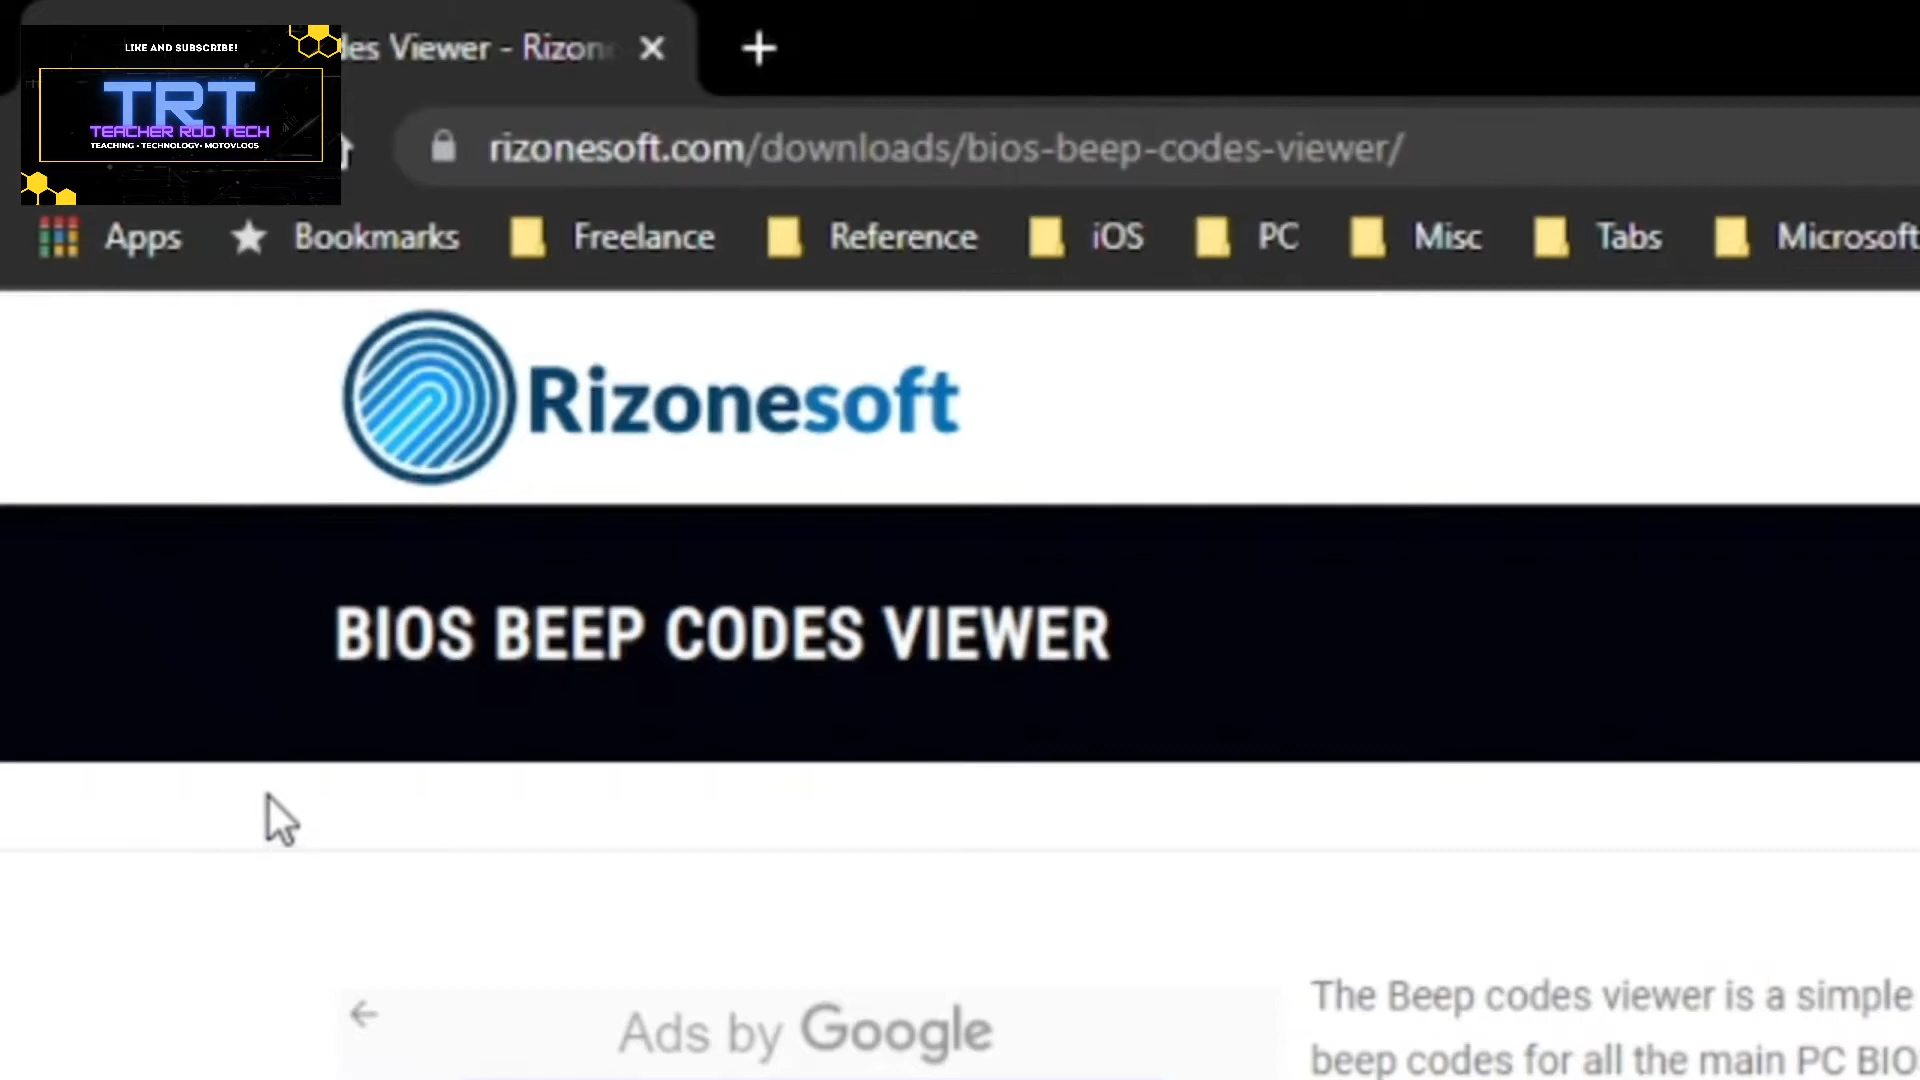 LIKE AND SUBSCRIBE!
TRT
TEACHER ROD TECH
TEACHING • TECHNOLOGY • MOTOVLOGS
des Viewer - Rizon
rizonesoft.com/downloads/bios-beep-codes-viewer/
Apps Bookmarks Freelance Reference iOS PC Misc Tabs Microsoft
Rizonesoft
BIOS BEEP CODES VIEWER
Ads by Google
The Beep codes viewer is a simple
beep codes for all the main PC BIO